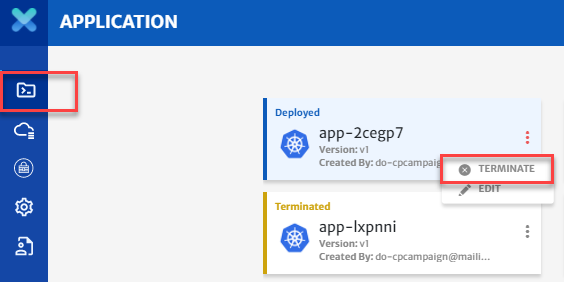 APPLICATION
Deployed
app-2cegp7
Version: v1
Created By: do-cpcampaign
TERMINATE
EDIT
Terminated
app-lxpnni
Version: v1
Created By: do-cpcampaign@maili...